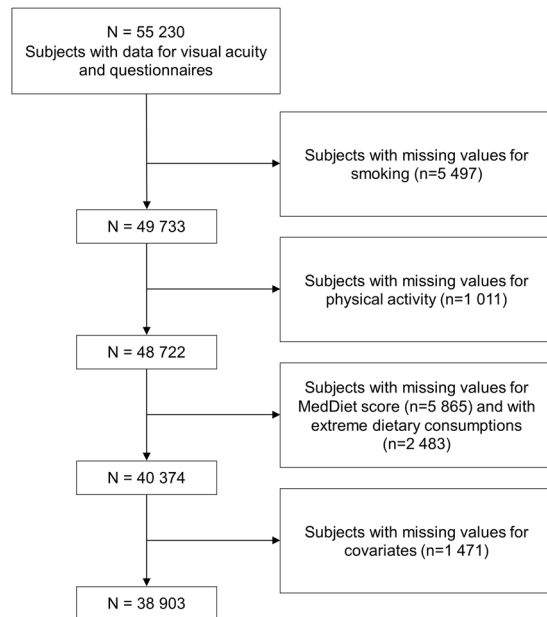 N = 55 230
Subjects with data for visual acuity
and questionnaires
Subjects with missing values for
smoking (n=5 497)
N = 49 733
Subjects with missing values for
physical activity (n=1 011)
N = 48 722
Subjects with missing values for
MedDiet score (n=5 865) and with
extreme dietary consumptions
(n=2 483)
N = 40 374
Subjects with missing values for
covariates (n=1 471)
N = 38 903